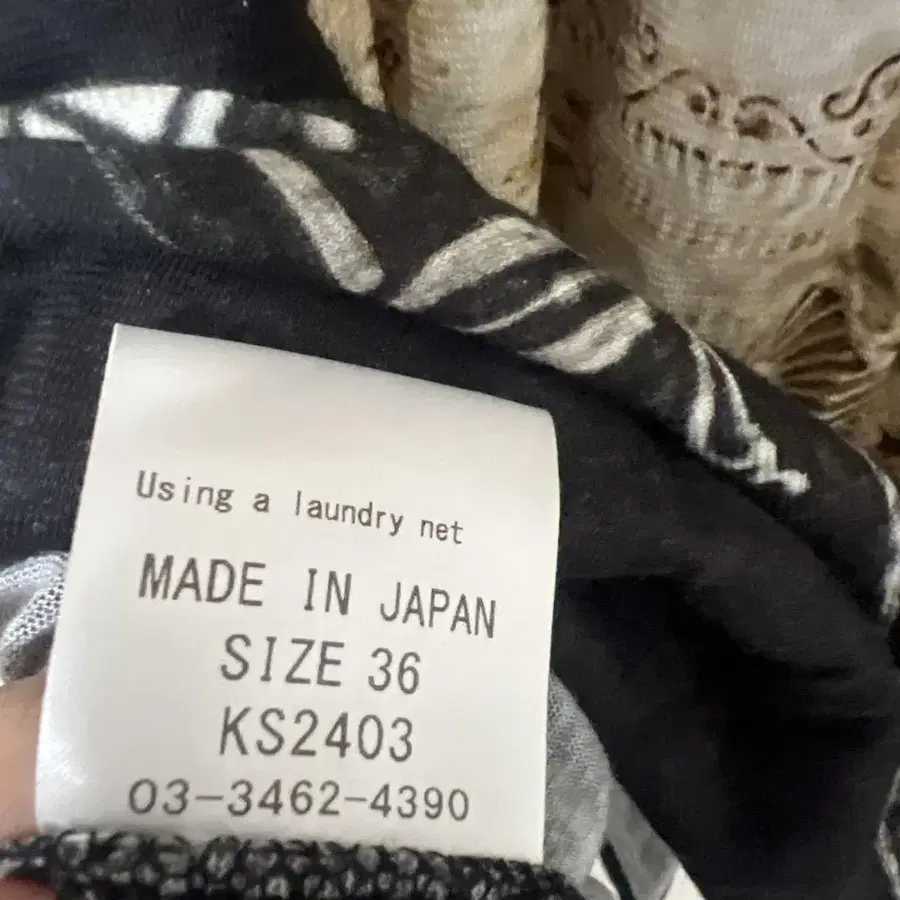 Using a laundry net
MADE IN JAPAN
SIZE 36
KS2403
03-3462-4390